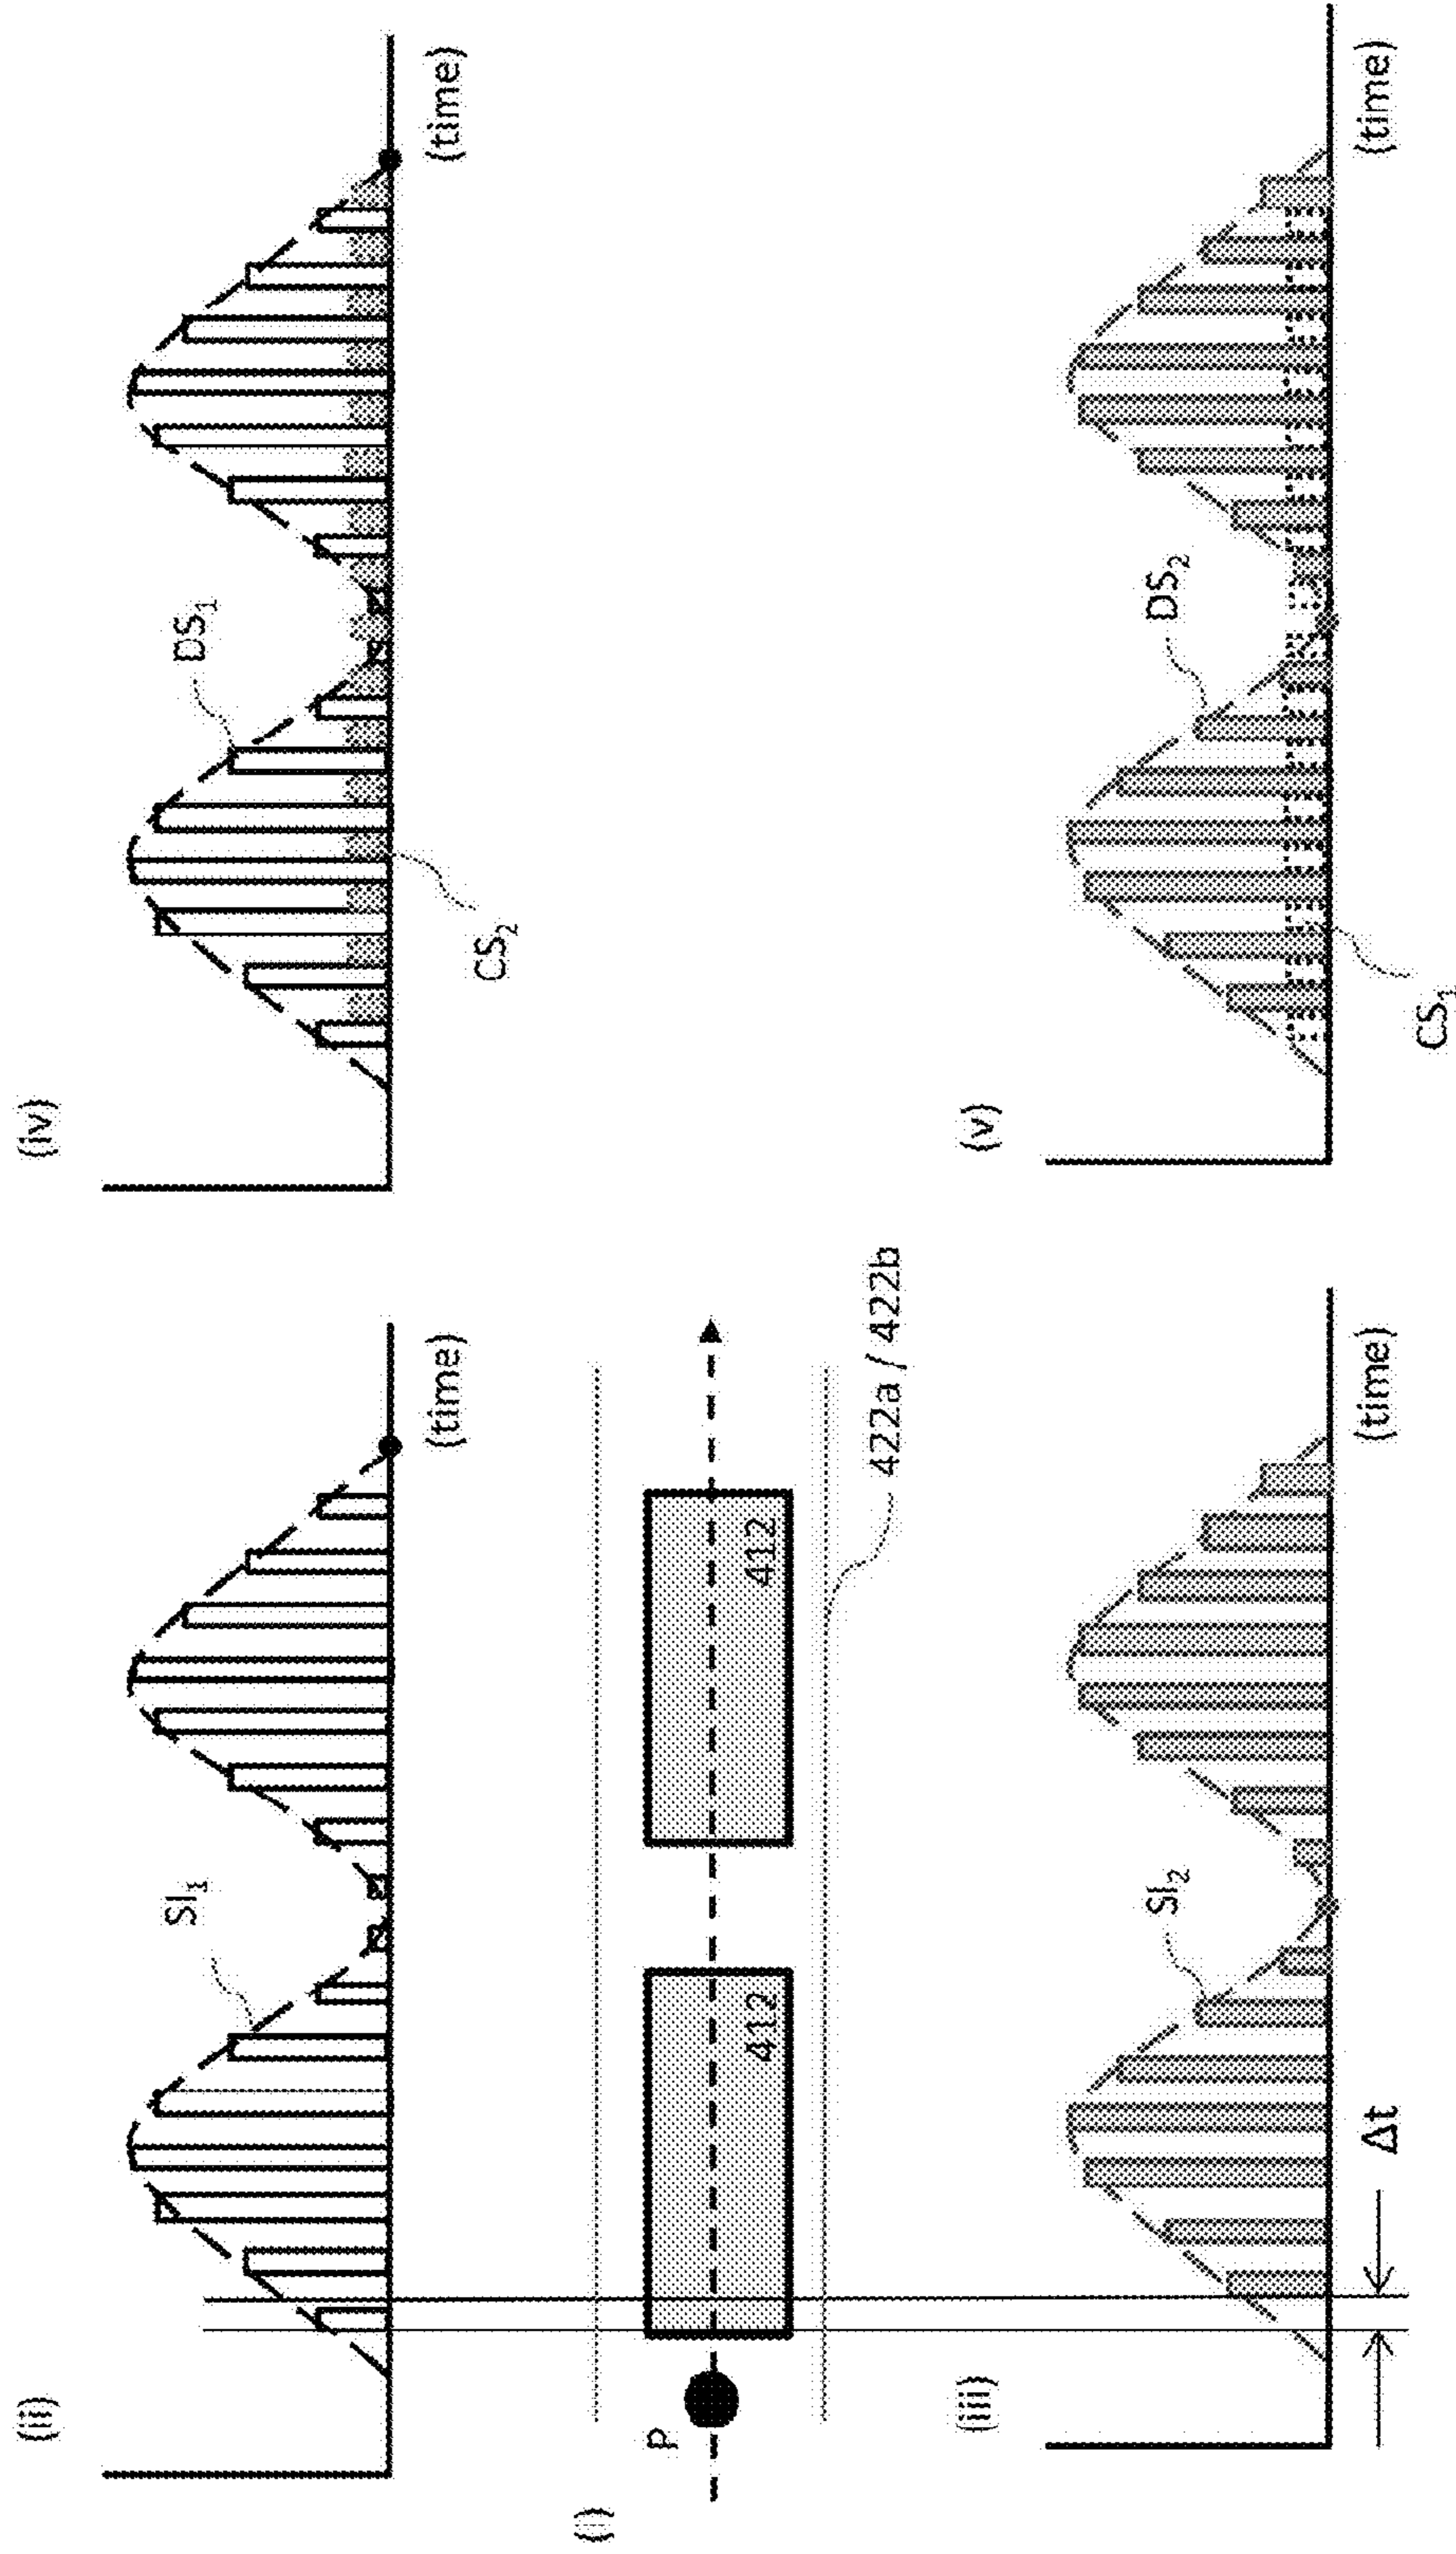 (i)
P
412
412
422a / 422b
(ii)
SI₁
(time)
(iii)
SI₂
Δt
(time)
(iv)
DS₁
CS₂
(time)
(v)
DS₂
CS₁
(time)